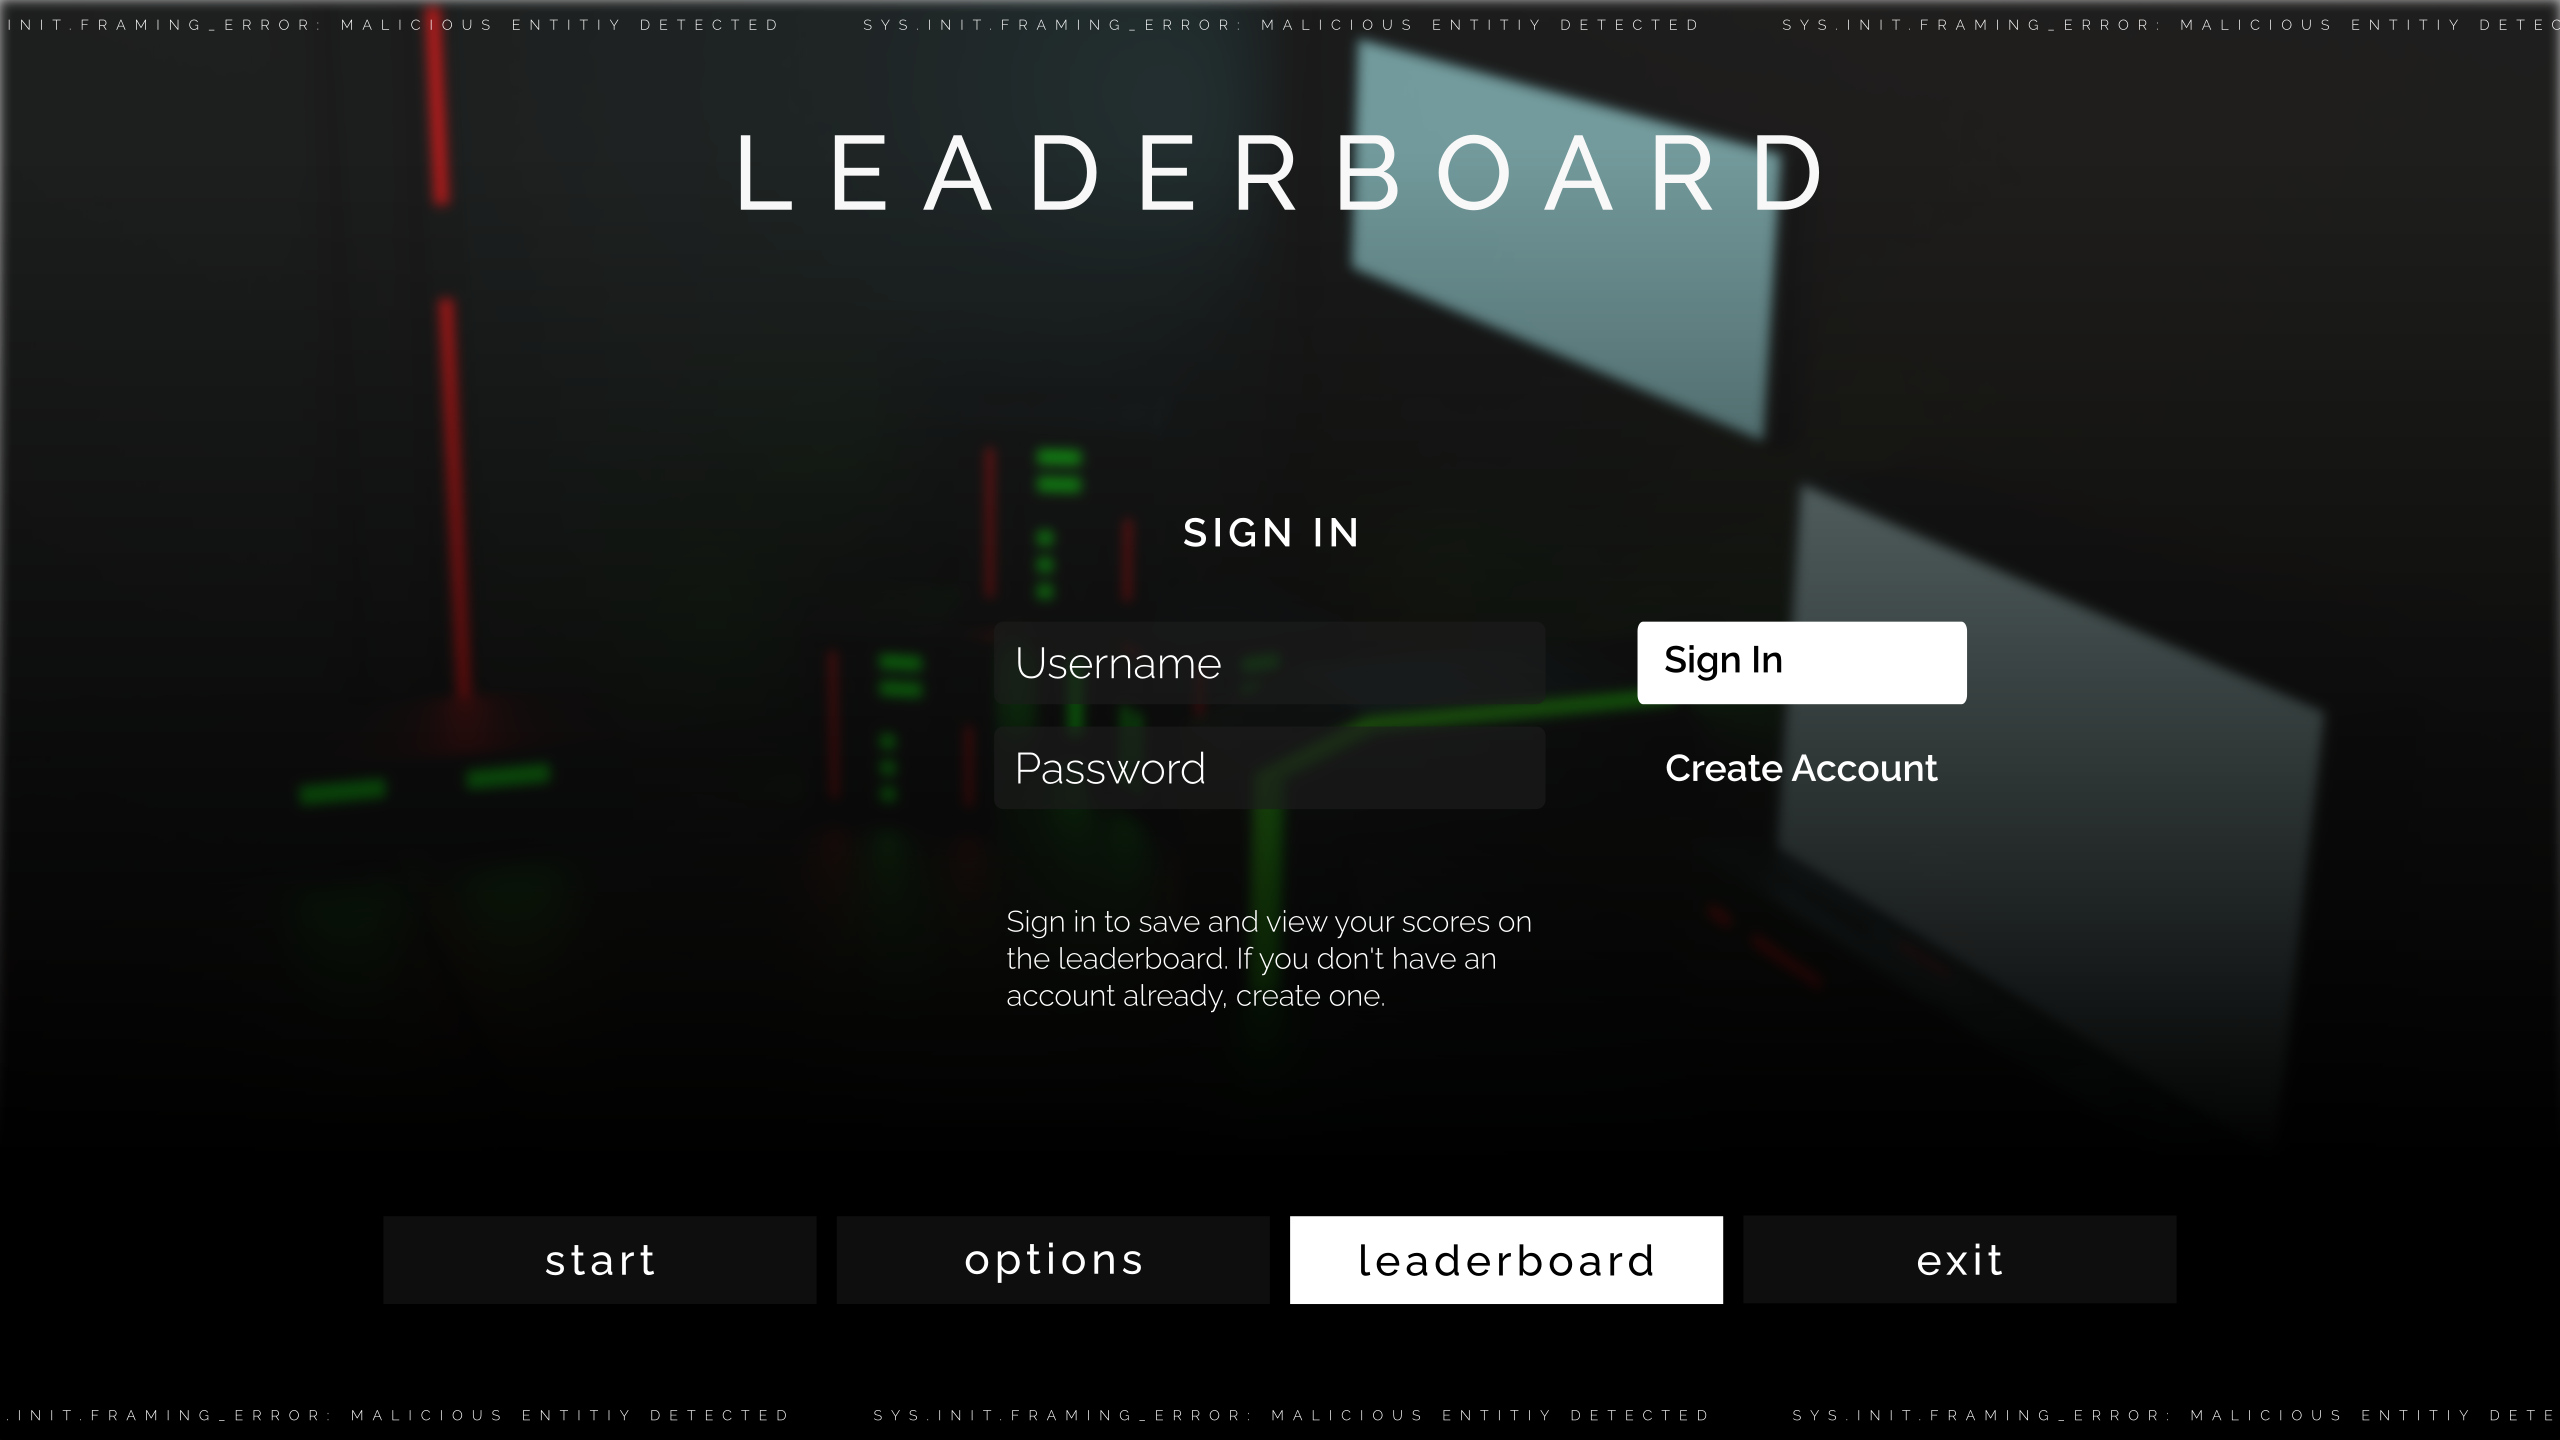 INIT.FRAMING_ERROR: MALICIOUS ENTITIY DETECTED SYS.INIT.FRAMING_ERROR: MALICIOUS ENTITIY DETECTED SYS.INIT.FRAMING_ERROR: MALICIOUS ENTITIY DETEC
LEADERBOARD
SIGN IN
Username
Sign In
Password
Create Account
Sign in to save and view your scores on
the leaderboard. If you don't have an
account already, create one.
start options leaderboard exit
.INIT.FRAMING_ERROR: MALICIOUS ENTITIY DETECTED SYS.INIT.FRAMING_ERROR: MALICIOUS ENTITIY DETECTED SYS.INIT.FRAMING_ERROR: MALICIOUS ENTITIY DETE